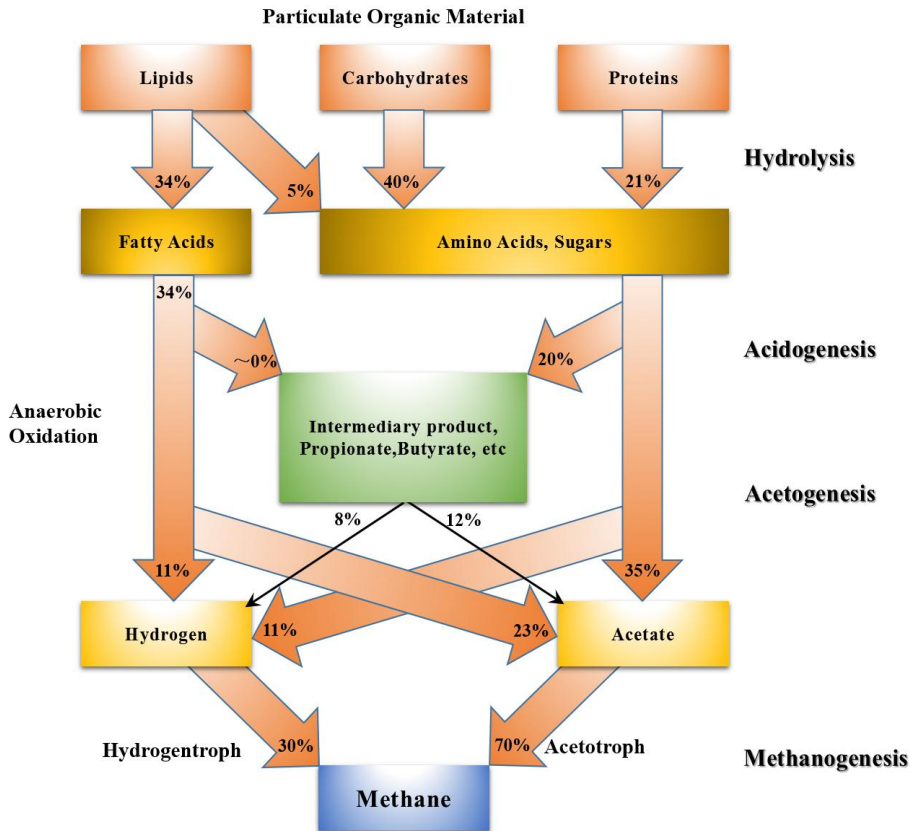 Particulate Organic Material
Lipids
Carbohydrates
Proteins
Hydrolysis
34%
5%
40%
21%
Fatty Acids
Amino Acids, Sugars
34%
~0%
20%
Acidogenesis
Anaerobic
Oxidation
Intermediary product,
Propionate,Butyrate, etc
Acetogenesis
8%
12%
11%
35%
Hydrogen
11%
23%
Acetate
Hydrogentroph
30%
70%
Acetotroph
Methanogenesis
Methane